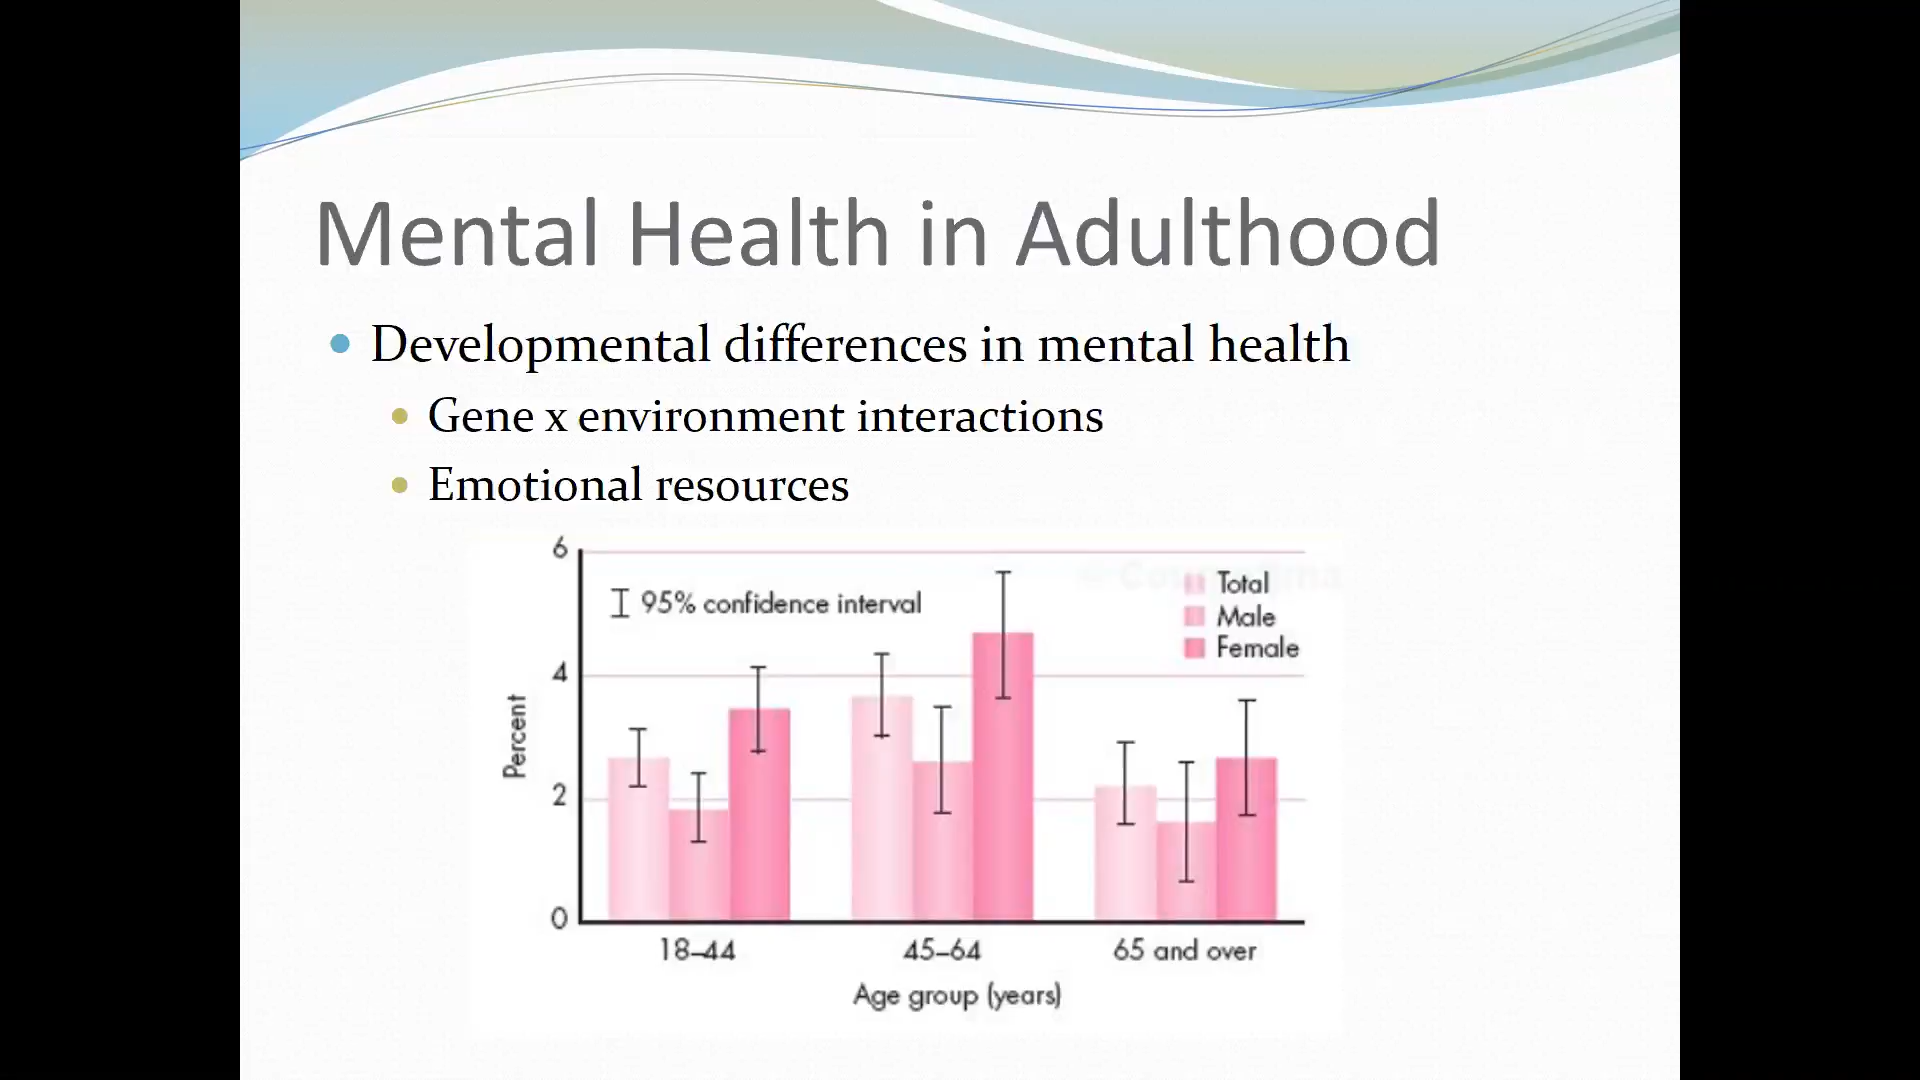 Mental Health in Adulthood
Developmental differences in mental health
Gene x environment interactions
Emotional resources
6
95% confidence interval
Total
Male
Female
4
Percent
2
0
18–44
45–64
65 and over
Age group (years)